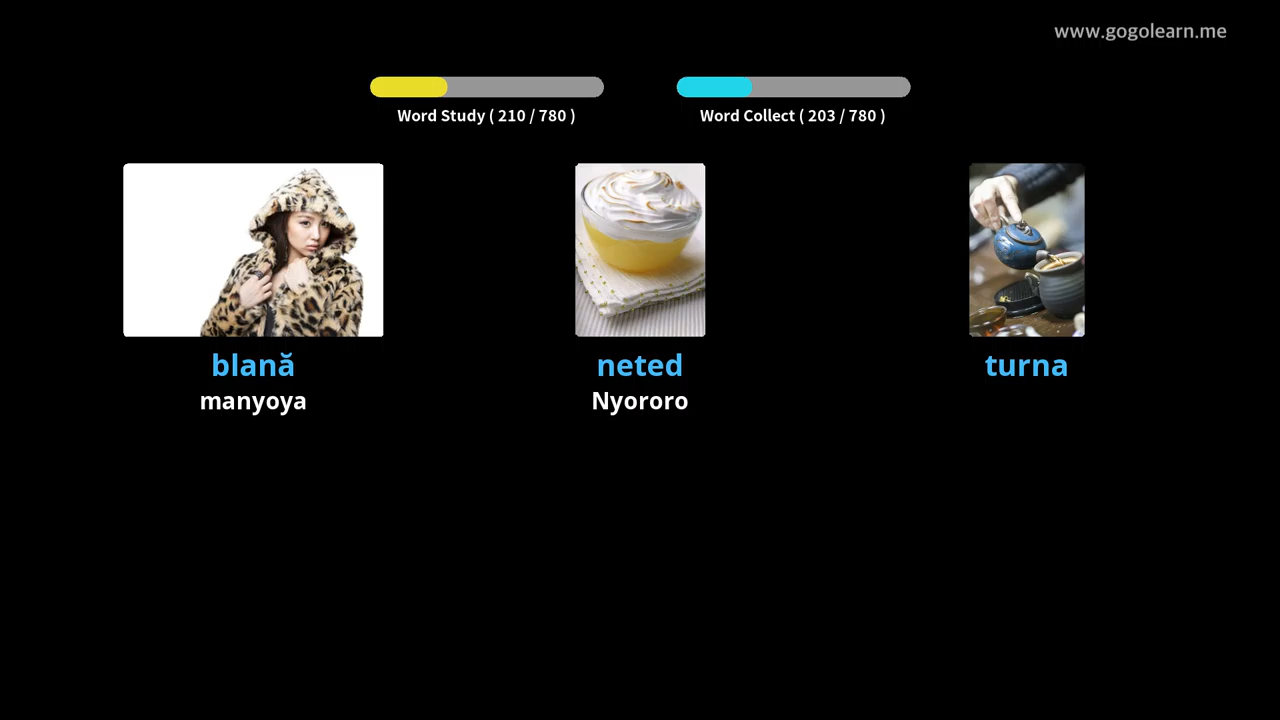 www.gogolearn.me
Word Study ( 210 / 780 )
Word Collect ( 203 / 780 )
blană
neted
turna
manyoya
Nyororo